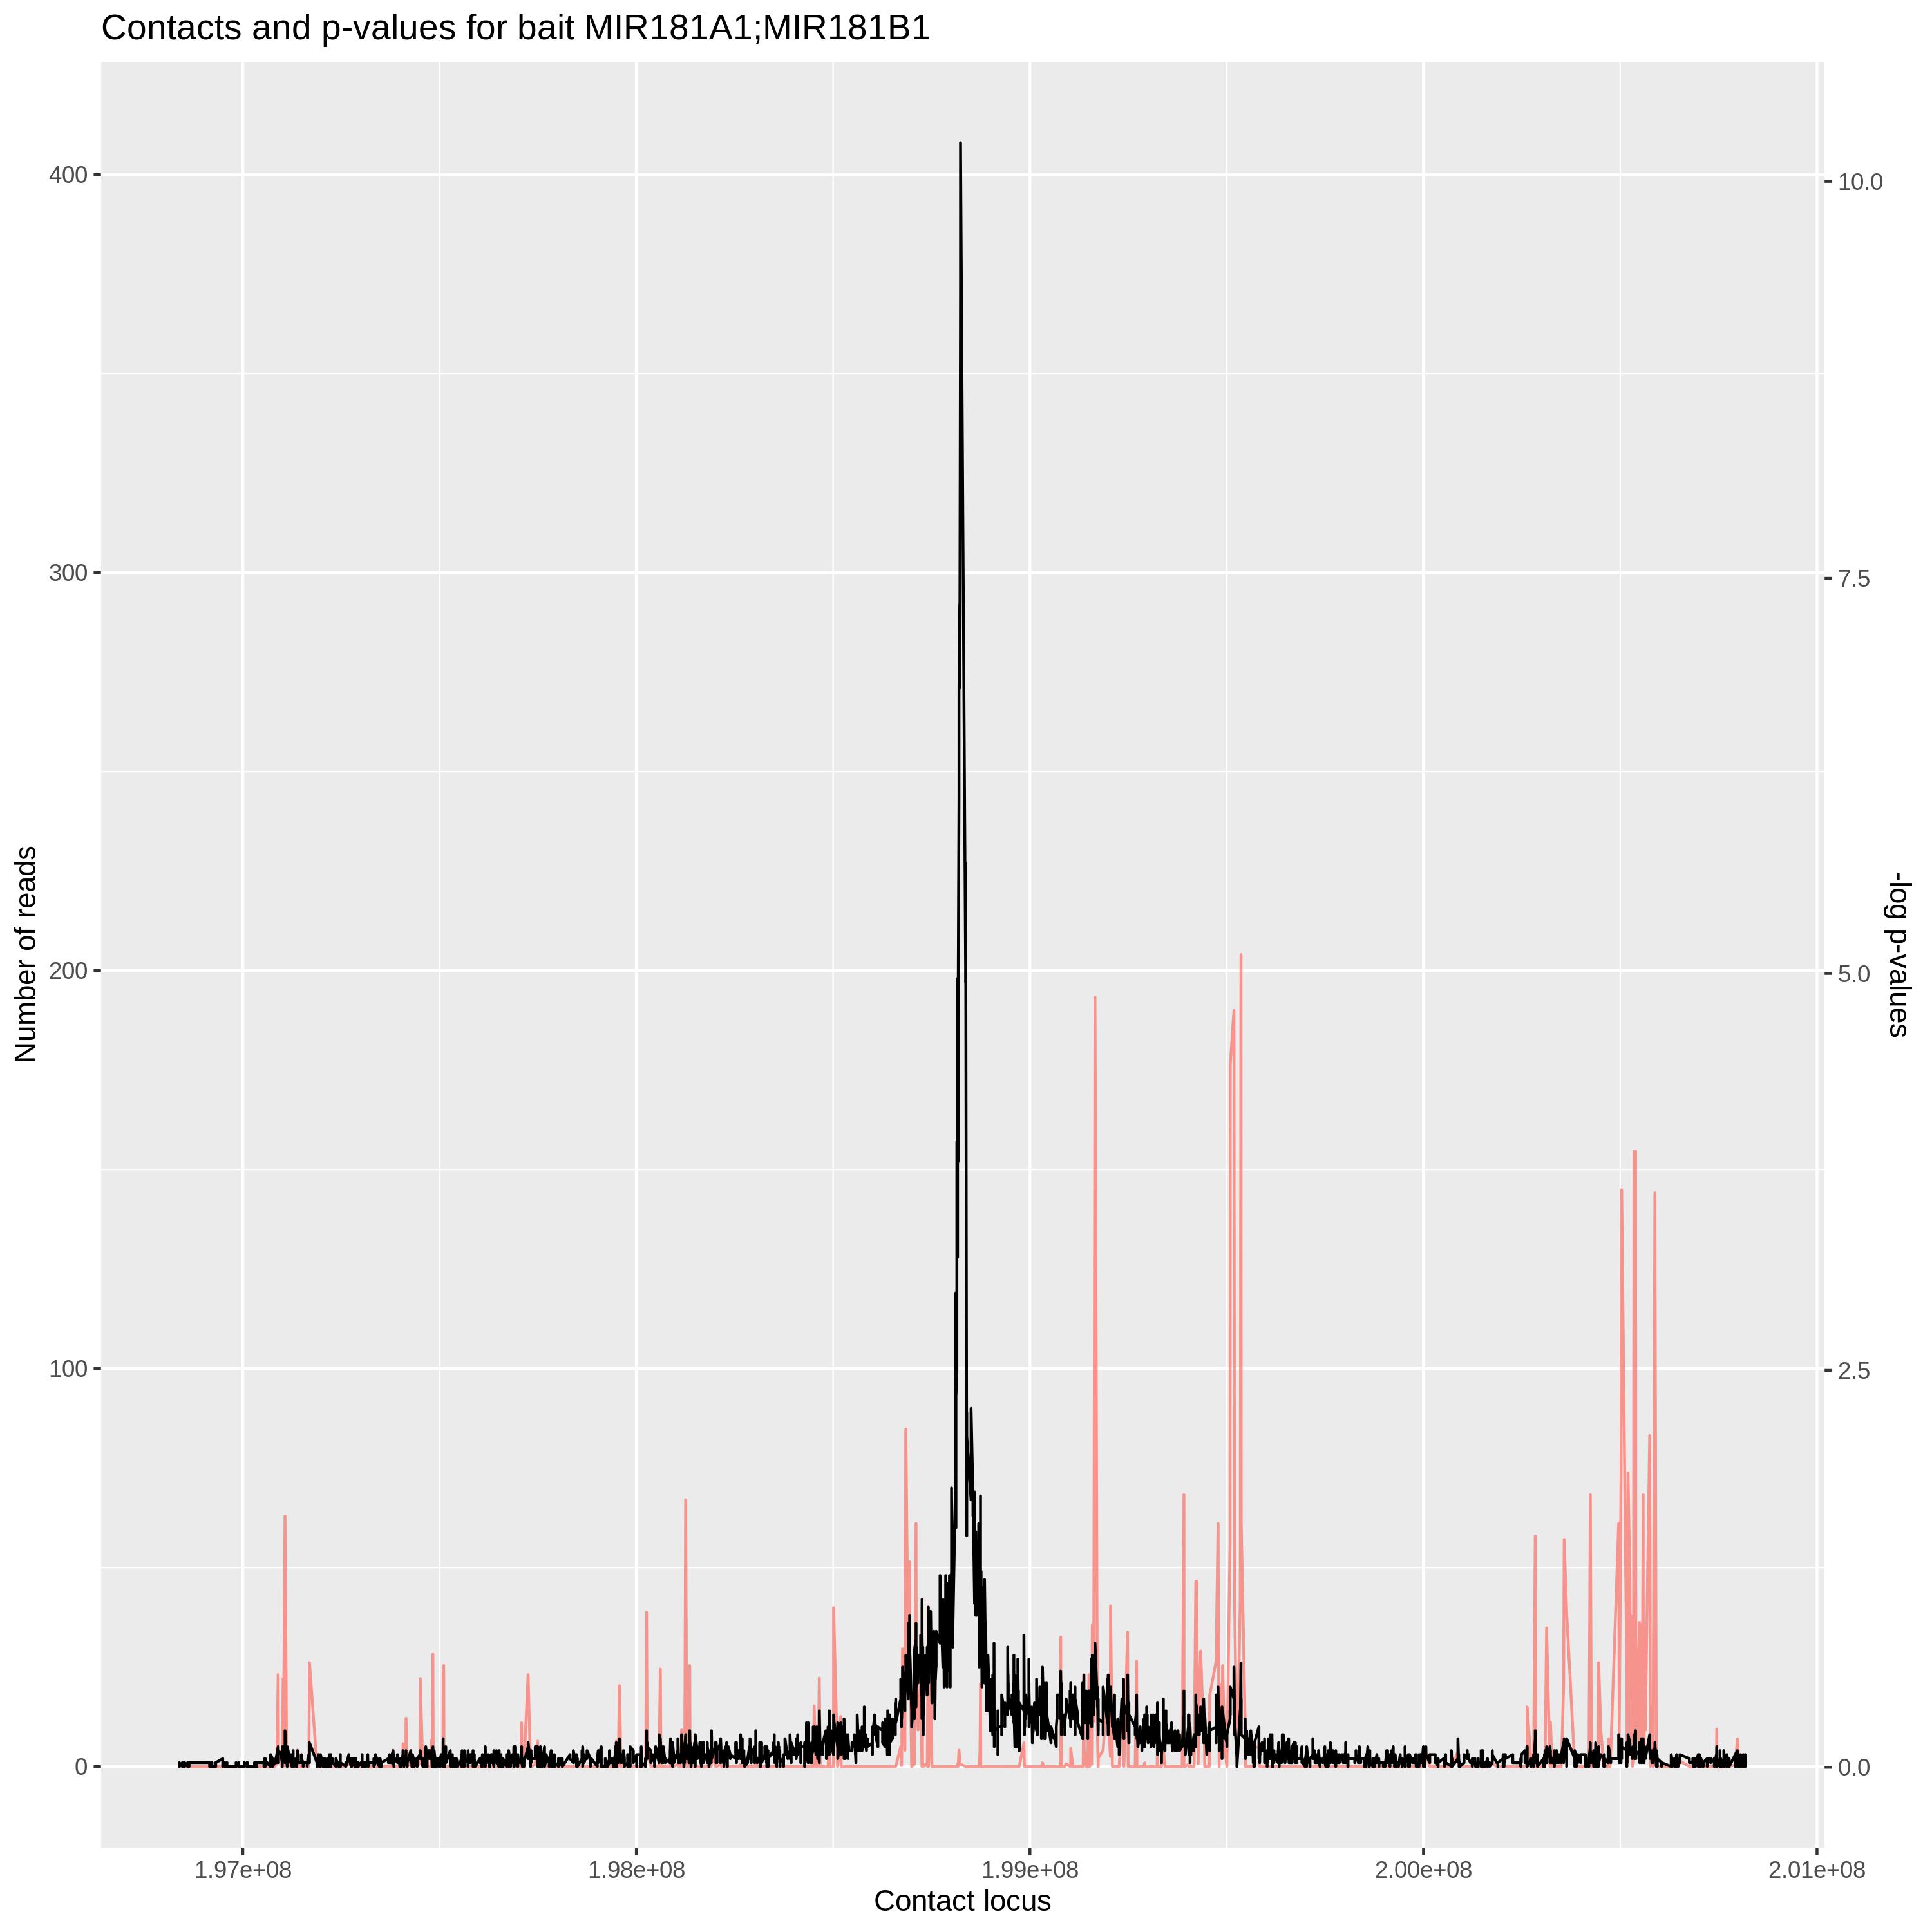 Contacts and p-values for bait MIR181A1;MIR181B1
400
300
200
100
0
Number of reads
10.0
7.5
5.0
2.5
0.0
-log p-values
1.97e+08
1.98e+08
1.99e+08
2.00e+08
2.01e+08
Contact locus